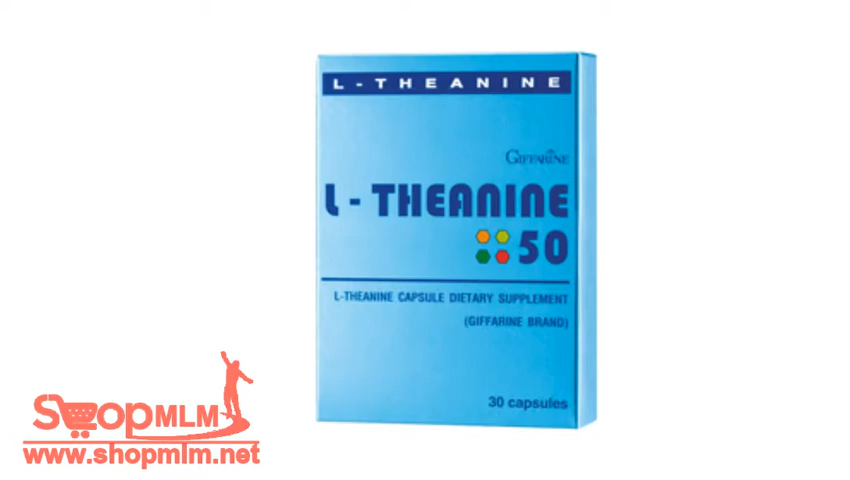 L-THEANINE
GIFFARINE
L-THEANINE
50
L-THEANINE CAPSULE DIETARY SUPPLEMENT
(GIFFARINE BRAND)
30 capsules
SHOPMLM
www.shopmlm.net